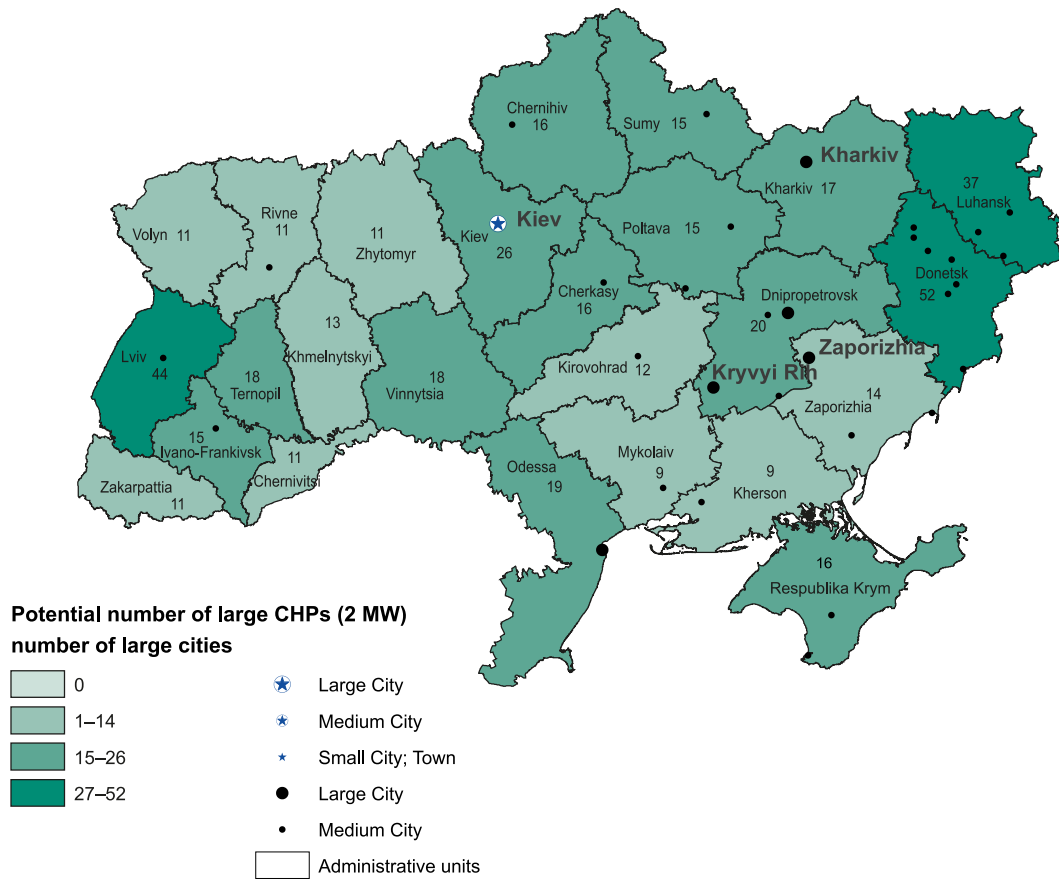 Chernihiv
16
Sumy 15
Kharkiv
Kharkiv 17
37
Luhansk
Rivne
11
Volyn 11
11
Zhytomyr
Kiev
Kiev
26
Poltava 15
Donetsk
52
Cherkasy
16
Dnipropetrovsk
20
13
Khmelnytskyi
Lviv
44
18
Ternopil
18
Vinnytsia
Kirovohrad
12
Zaporizhia
Kryvyi Rih
14
Zaporizhia
15
Ivano-Frankivsk
11
Chernivitsi
Zakarpattia
11
Odessa
19
Mykolaiv
9
9
Kherson
16
Respublika Krym
Potential number of large CHPs (2 MW)
number of large cities
0
1–14
15–26
27–52
Large City
Medium City
Small City; Town
Large City
Medium City
Administrative units